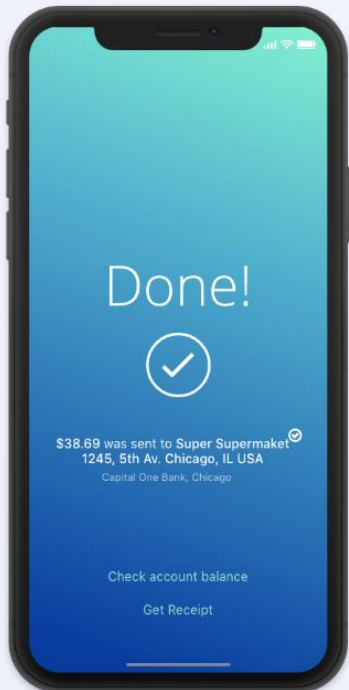 Done!
$38.69 was sent to Super Supermaket
1245, 5th Av. Chicago, IL USA
Capital One Bank, Chicago
Check account balance
Get Receipt